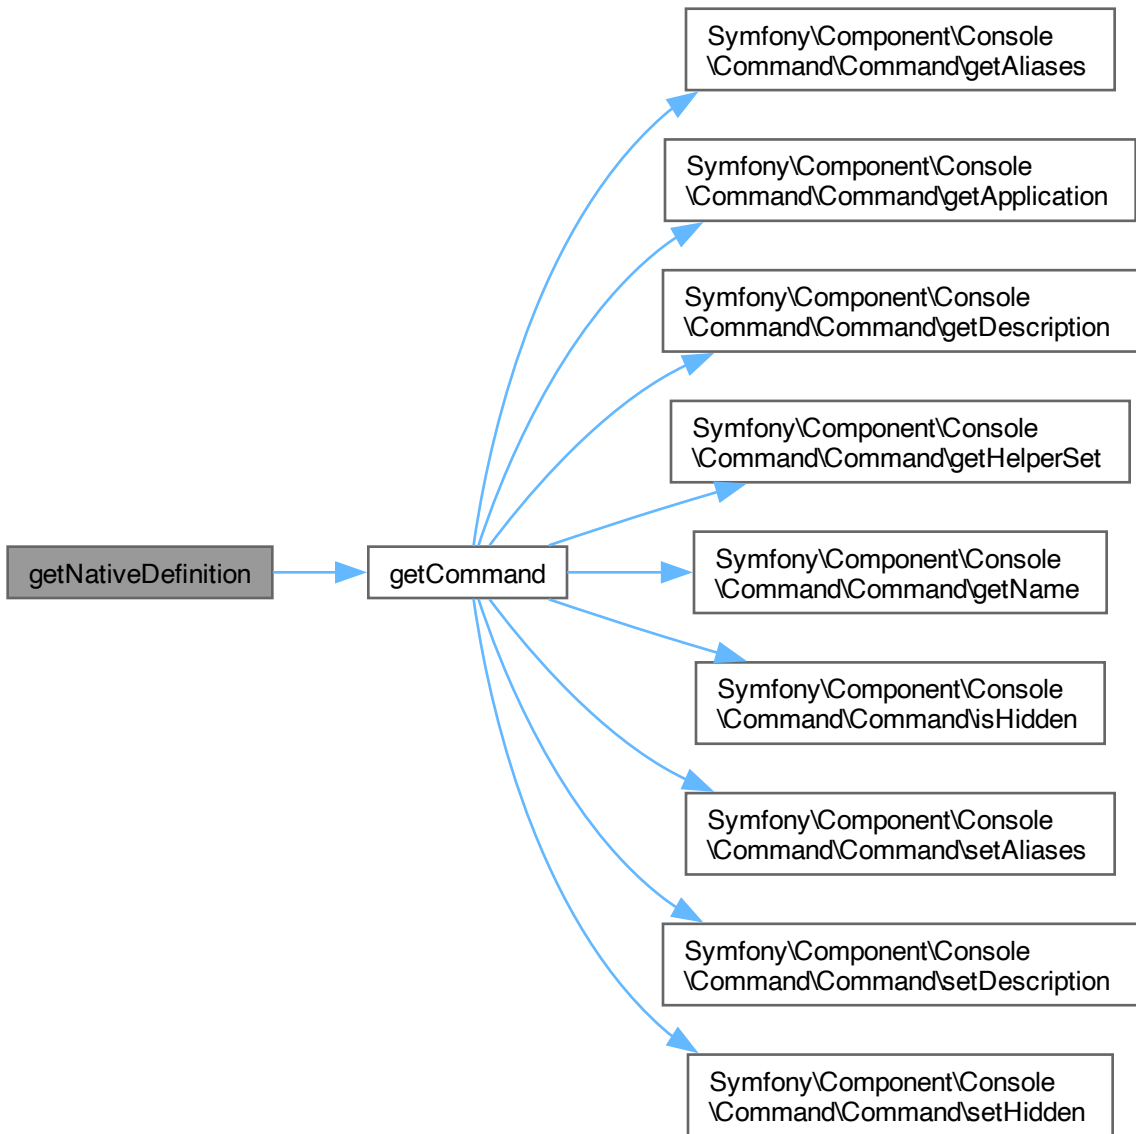 Symfony\Component\Console
\Command\Command\getAliases
Symfony\Component\Console
\Command\Command\getApplication
Symfony\Component\Console
\Command\Command\getDescription
Symfony\Component\Console
\Command\Command\getHelperSet
getNativeDefinition
getCommand
Symfony\Component\Console
\Command\Command\getName
Symfony\Component\Console
\Command\Command\isHidden
Symfony\Component\Console
\Command\Command\setAliases
Symfony\Component\Console
\Command\Command\setDescription
Symfony\Component\Console
\Command\Command\setHidden